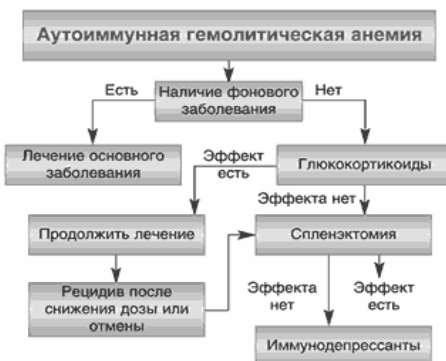 Аутоиммунная гемолитическая анемия
Есть
Наличие фонового
заболевания
Нет
Лечение основного
заболевания
Эффект
есть
Глюкокортикоиды
Эффекта нет
Продолжить лечение
Спленэктомия
Рецидив после
снижения дозы или
отмены
Эффекта
нет
Эффект
есть
Иммунодепрессанты